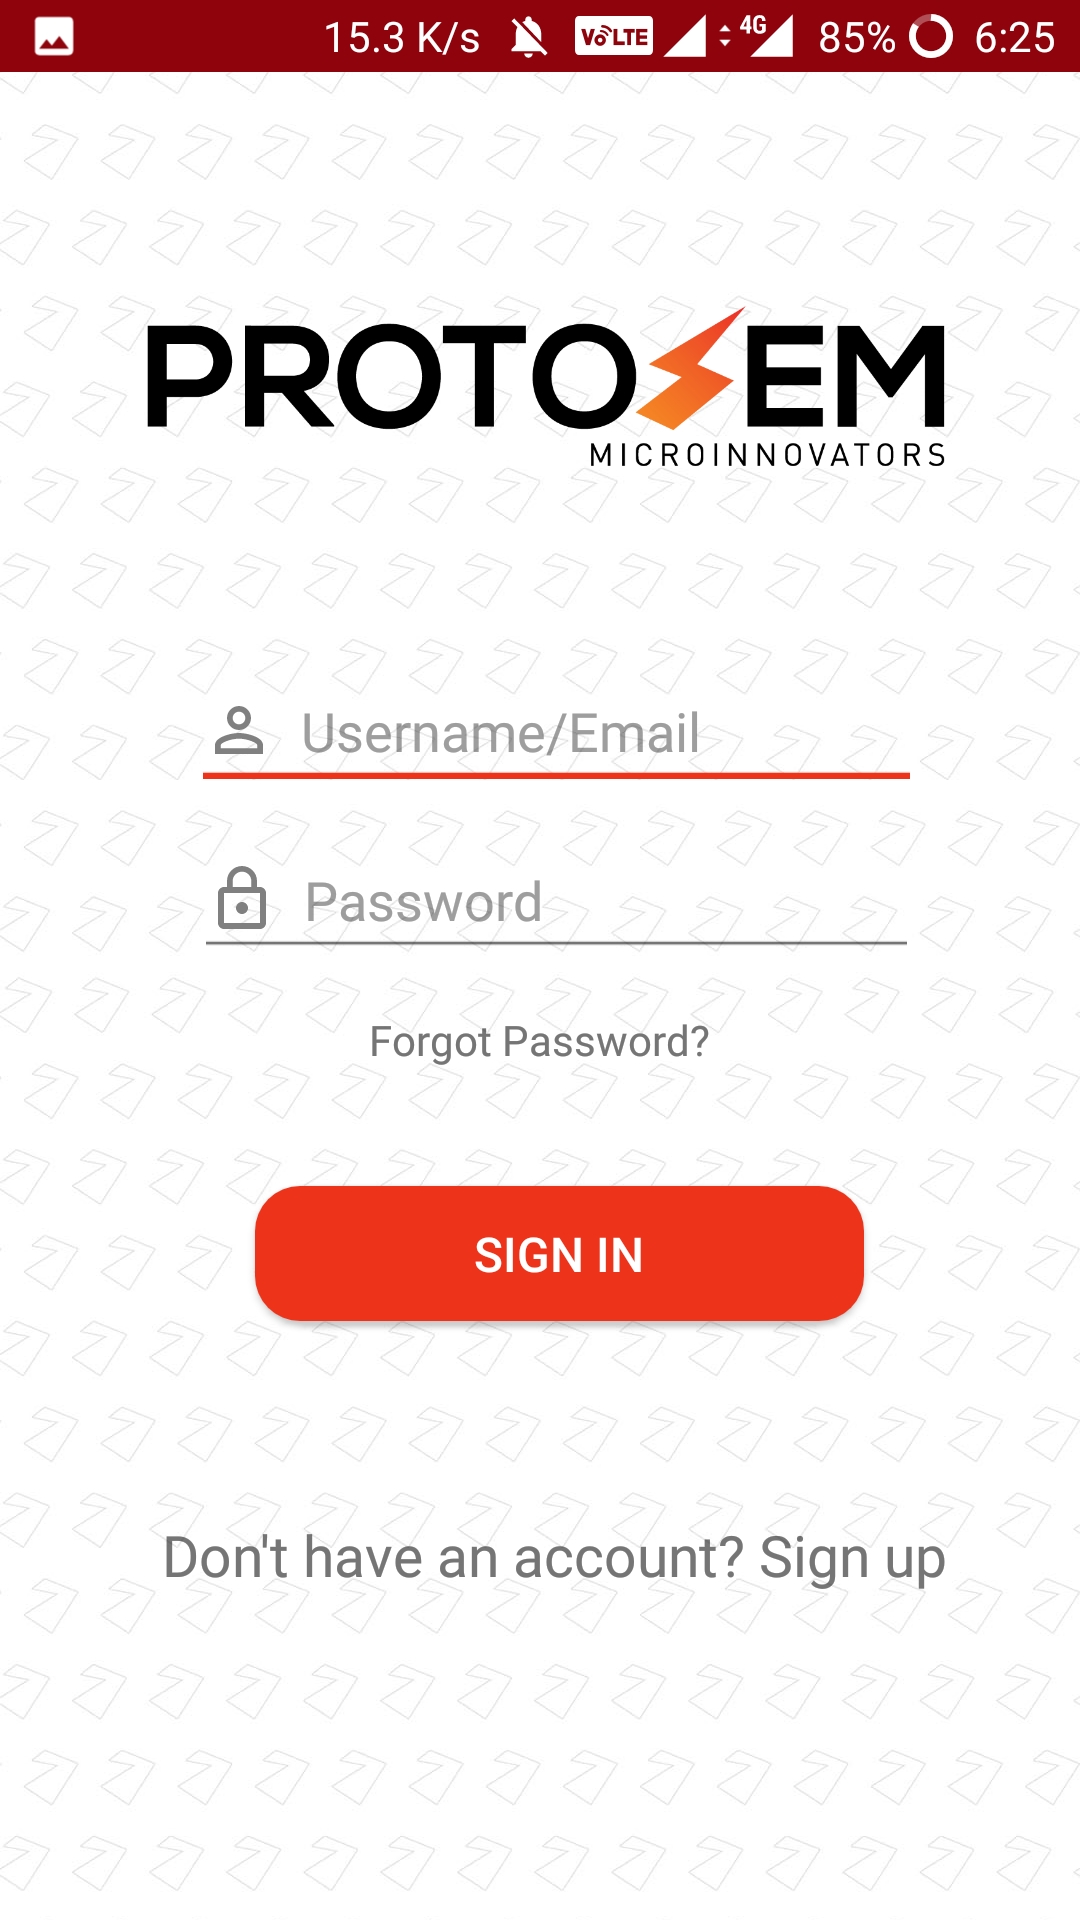 15.3 K/s VoLTE 4G 85% 6:25
PROTOSEM
MICROINNOVATORS
Username/Email
Password
Forgot Password?
SIGN IN
Don't have an account? Sign up